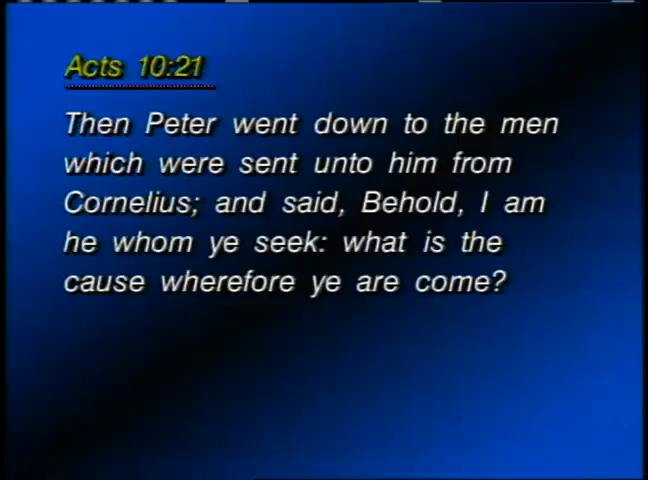 Acts 10:21
Then Peter went down to the men
which were sent unto him from
Cornelius; and said, Behold, I am
he whom ye seek: what is the
cause wherefore ye are come?